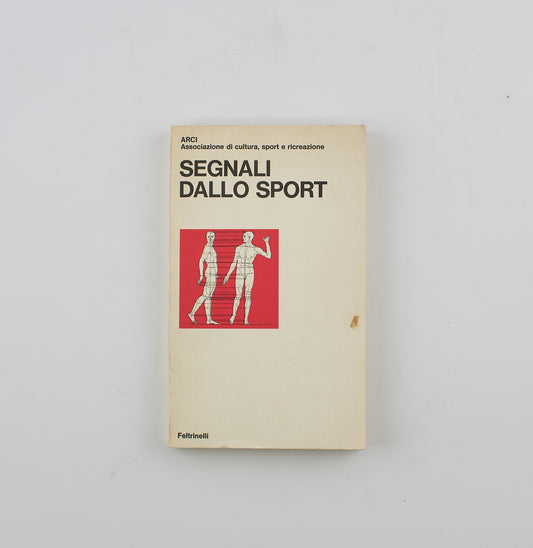 ARCI
Associazione di cultura, sport e ricreazione
SEGNALI
DALLO SPORT
Feltrinelli